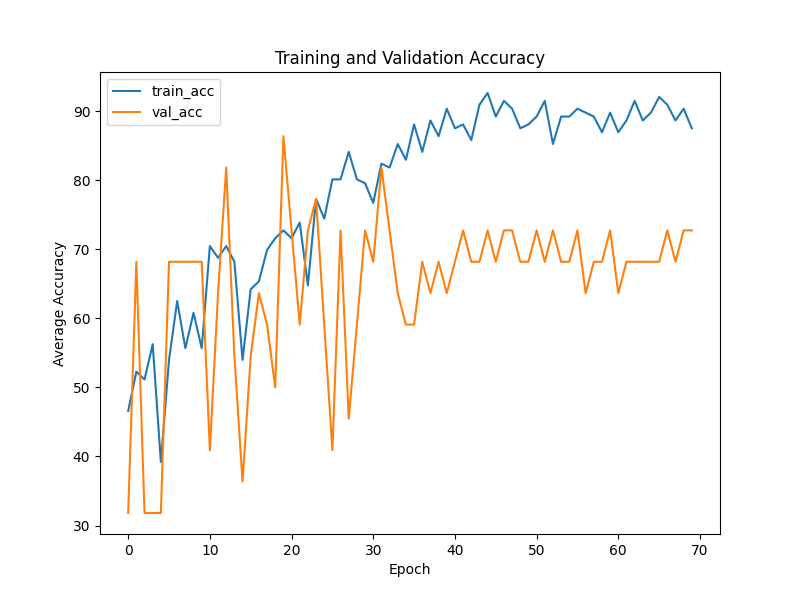 Training and Validation Accuracy
train_acc
val_acc
Average Accuracy
90
80
70
60
50
40
30
0 10 20 30 40 50 60 70
Epoch